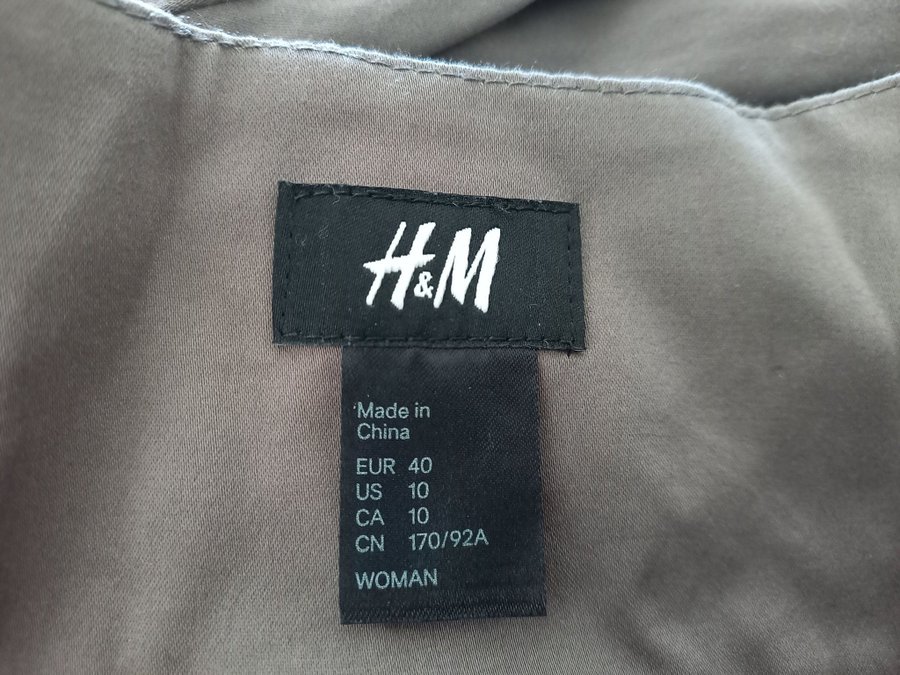 H&M
Made in
China
EUR 40
US 10
CA 10
CN 170/92A
WOMAN